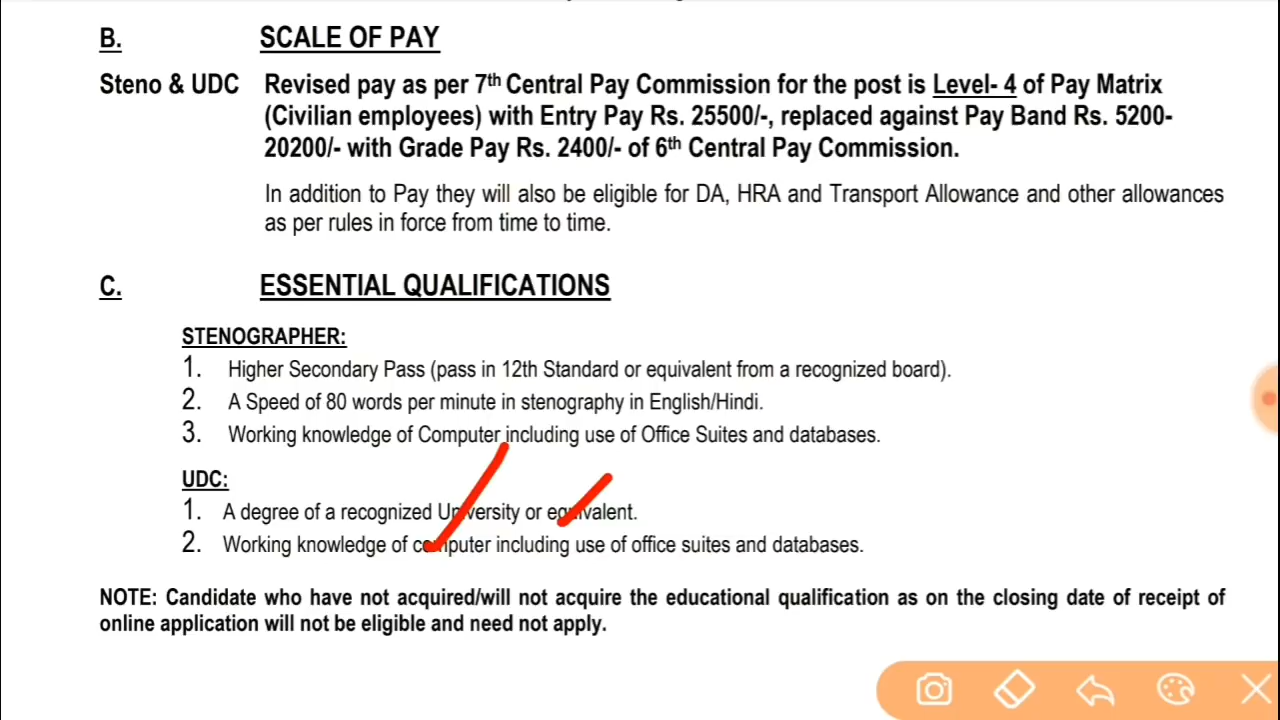 B. SCALE OF PAY
Steno & UDC Revised pay as per 7th Central Pay Commission for the post is Level- 4 of Pay Matrix
(Civilian employees) with Entry Pay Rs. 25500/-, replaced against Pay Band Rs. 5200-
20200/- with Grade Pay Rs. 2400/- of 6th Central Pay Commission.
In addition to Pay they will also be eligible for DA, HRA and Transport Allowance and other allowances
as per rules in force from time to time.
C. ESSENTIAL QUALIFICATIONS
STENOGRAPHER:
1. Higher Secondary Pass (pass in 12th Standard or equivalent from a recognized board).
2. A Speed of 80 words per minute in stenography in English/Hindi.
3. Working knowledge of Computer including use of Office Suites and databases.
UDC:
1. A degree of a recognized University or equivalent.
2. Working knowledge of computer including use of office suites and databases.
NOTE: Candidate who have not acquired/will not acquire the educational qualification as on the closing date of receipt of
online application will not be eligible and need not apply.